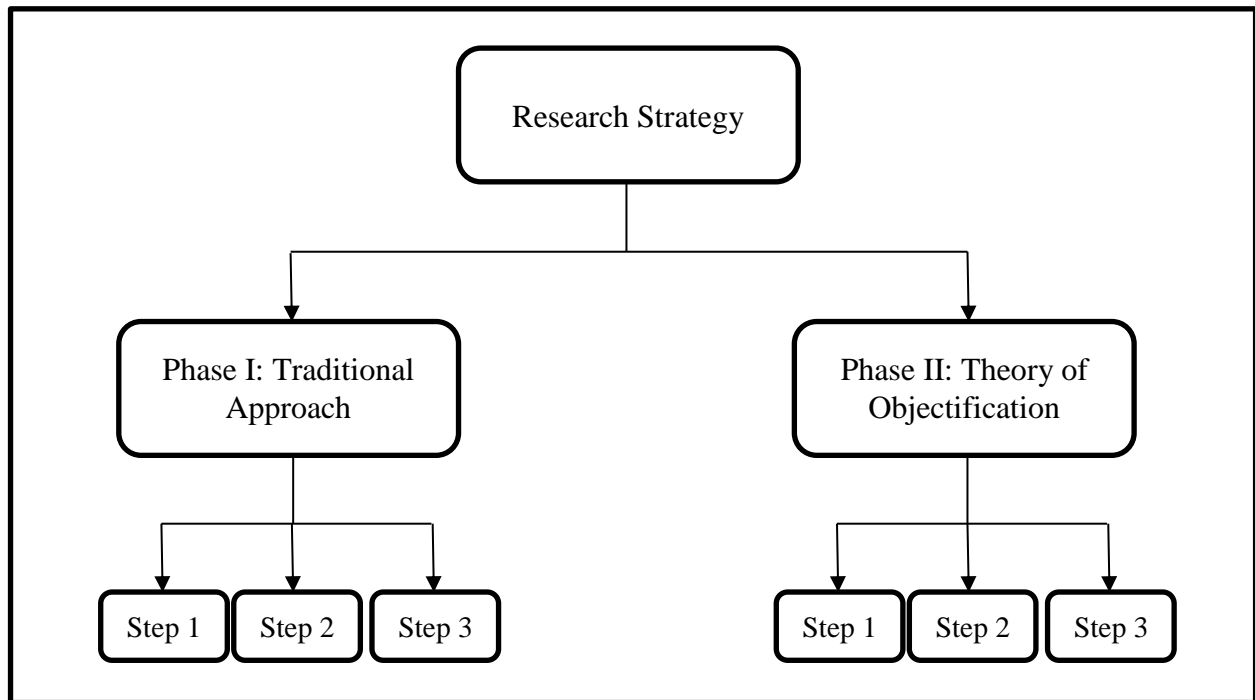 Research Strategy
Phase I: Traditional
Approach
Phase II: Theory of
Objectification
Step 1
Step 2
Step 3
Step 1
Step 2
Step 3